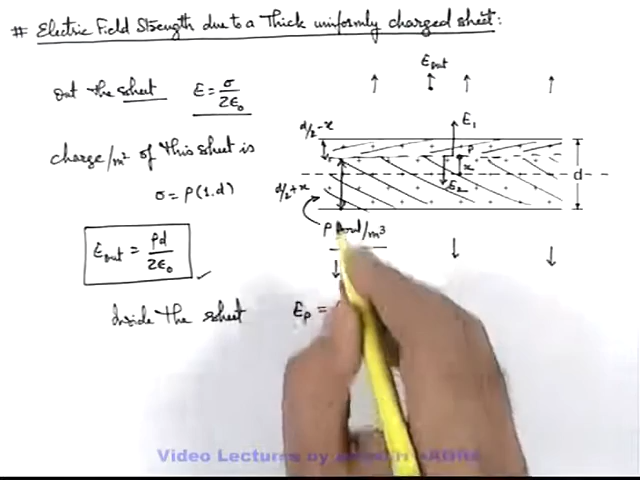 # Electric Field Strength due to a Thick uniformly charged sheet:
out the sheet E = σ/2ε₀
charge/m² of this sheet is
σ = ρ(1.d)
E_out = ρd/2ε₀
Inside the sheet E_P =
E_out
E₁
d/2-x
P
x
d
E₂
d/2+x
ρ coul/m³
Video Lectures by